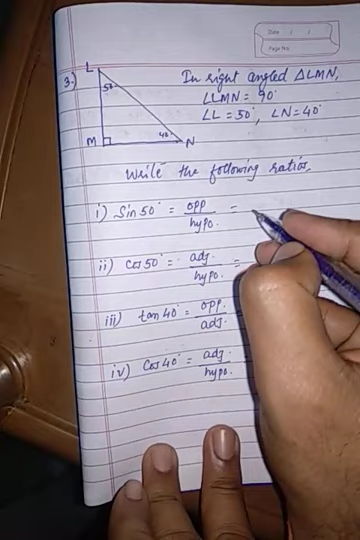 Date / /
Page No.
3.)
L
50°
M
40°
N
In right angled ΔLMN,
∠LMN = 90°
∠L = 50°, ∠N = 40°
Write the following ratios.
i) Sin 50° = opp / hypo. =
ii) Cos 50° = adj. / hypo. =
iii) tan 40° = opp. / adj.
iv) Cos 40° = adj. / hypo.